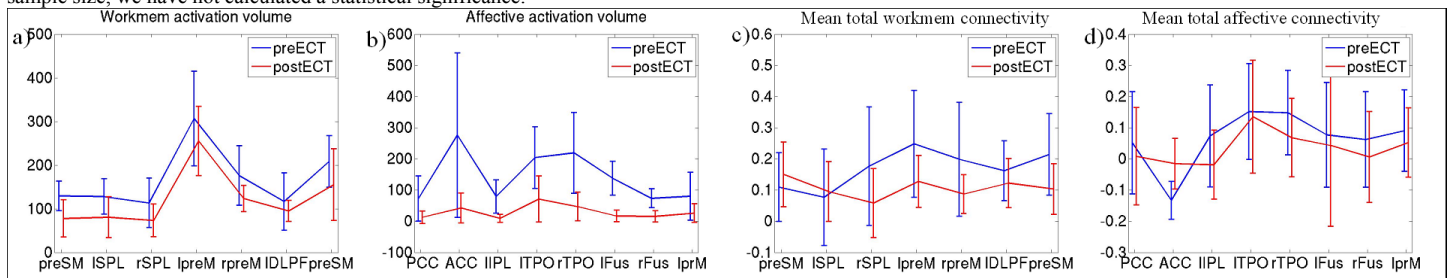 sample size, we have not calculated a statistical significance.
Workmem activation volume
Affective activation volume
Mean total workmem connectivity
Mean total affective connectivity
a)
600
500
400
300
200
100
0
preECT
postECT
preSM lSPL rSPL lpreM rpreM lDLPF preSM
b)
600
500
400
300
200
100
0
-100
preECT
postECT
PCC ACC lIPL lTPO rTPO lFus rFus lprM
c)
0.6
0.5
0.4
0.3
0.2
0.1
0
0.1
preECT
postECT
preSM lSPL rSPL lpreM rpreM lDLPF preSM
d)
0.4
0.3
0.2
0.1
0
-0.1
-0.2
-0.3
preECT
postECT
PCC ACC lIPL lTPO rTPO lFus rFus lprM